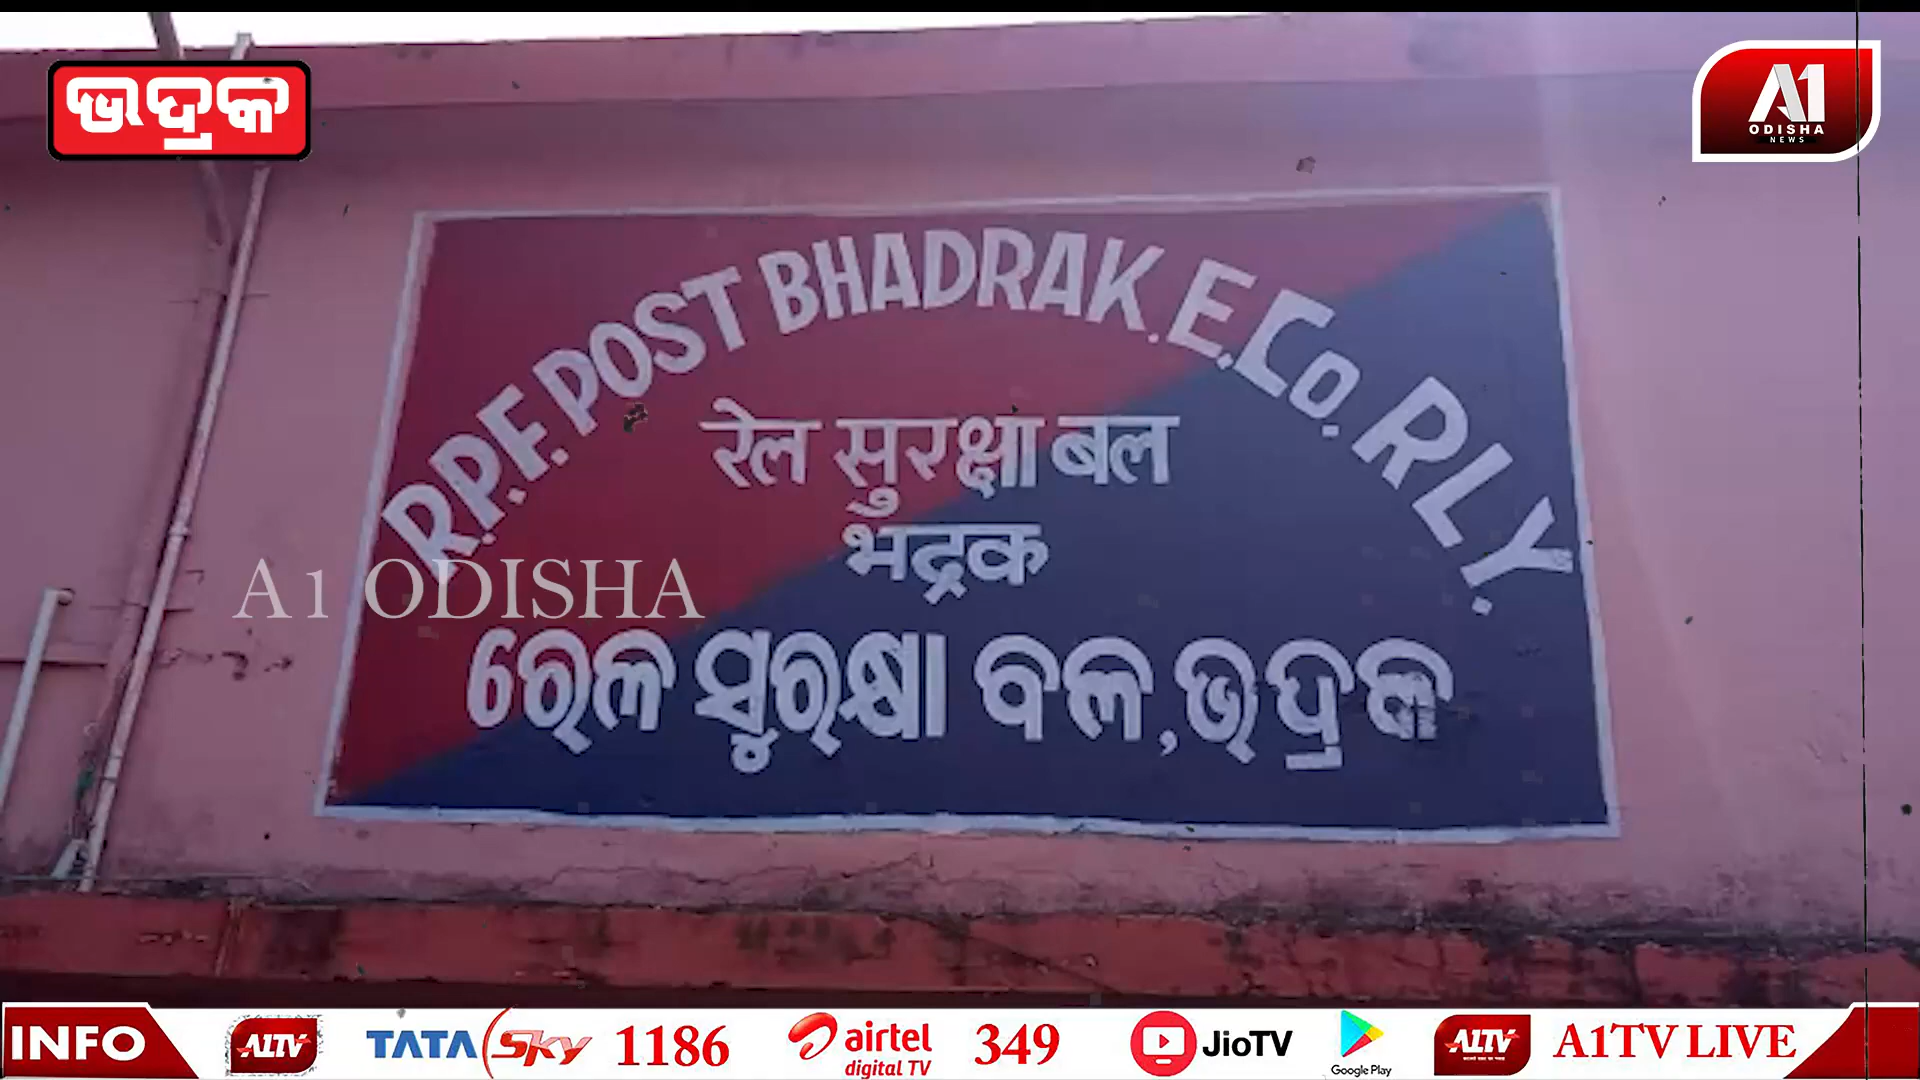 ଭଦ୍ରକ
A1
ODISHA
NEWS
R.P.F. POST BHADRAK. E.Co. RLY.
रेल सुरक्षा बल
भद्रक
A1 ODISHA
ରେଳ ସୁରକ୍ଷା ବଳ,ଭଦ୍ରକ
INFO A1TV TATA Sky 1186 airtel digital TV 349 JioTV Google Play A1TV A1TV LIVE